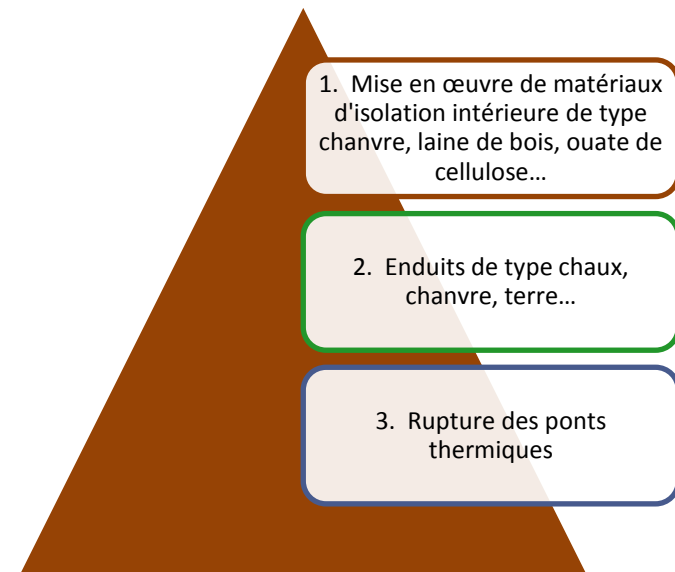 1. Mise en œuvre de matériaux
d'isolation intérieure de type
chanvre, laine de bois, ouate de
cellulose…
2. Enduits de type chaux,
chanvre, terre…
3. Rupture des ponts
thermiques